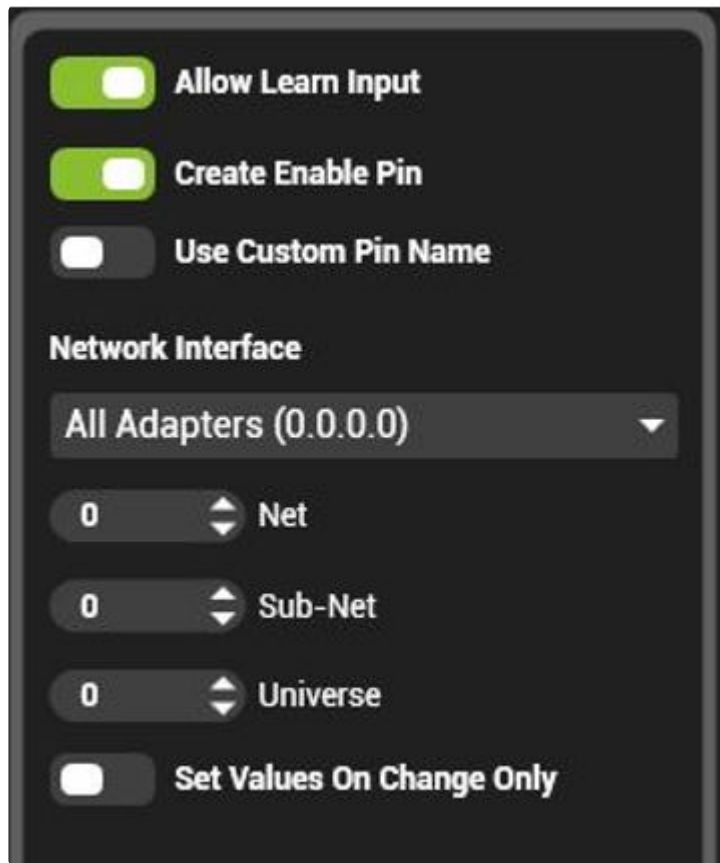 Allow Learn Input
Create Enable Pin
Use Custom Pin Name
Network Interface
All Adapters (0.0.0.0)
0 Net
0 Sub-Net
0 Universe
Set Values On Change Only